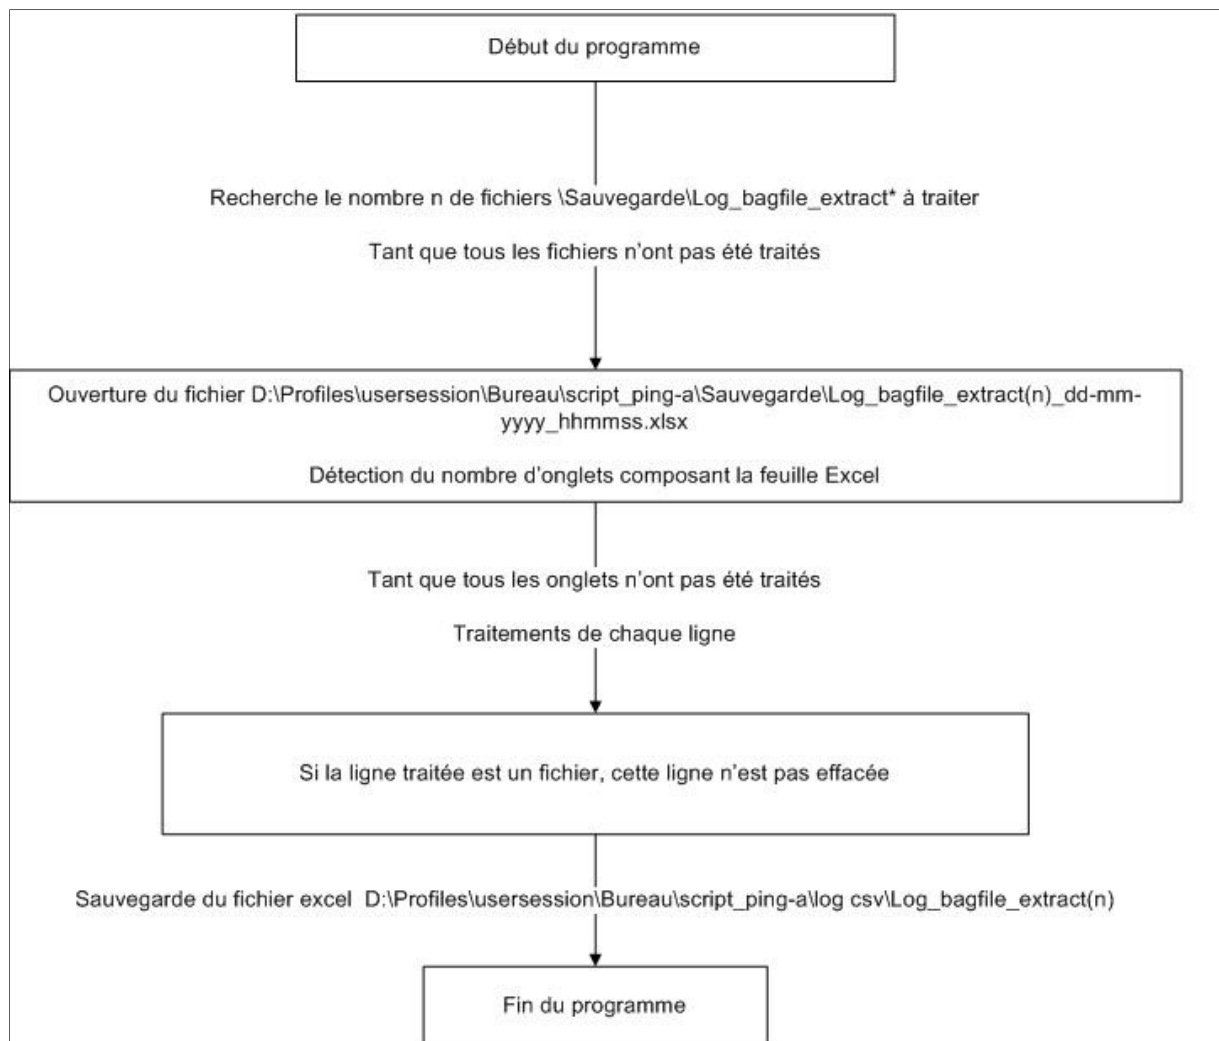 Début du programme
Recherche le nombre n de fichiers \Sauvegarde\Log_bagfile_extract* à traiter
Tant que tous les fichiers n’ont pas été traités
Ouverture du fichier D:\Profiles\usersession\Bureau\script_ping-a\Sauvegarde\Log_bagfile_extract(n)_dd-mm-
yyyy_hhmmss.xlsx
Détection du nombre d’onglets composant la feuille Excel
Tant que tous les onglets n’ont pas été traités
Traitements de chaque ligne
Si la ligne traitée est un fichier, cette ligne n’est pas effacée
Sauvegarde du fichier excel  D:\Profiles\usersession\Bureau\script_ping-a\log csv\Log_bagfile_extract(n)
Fin du programme